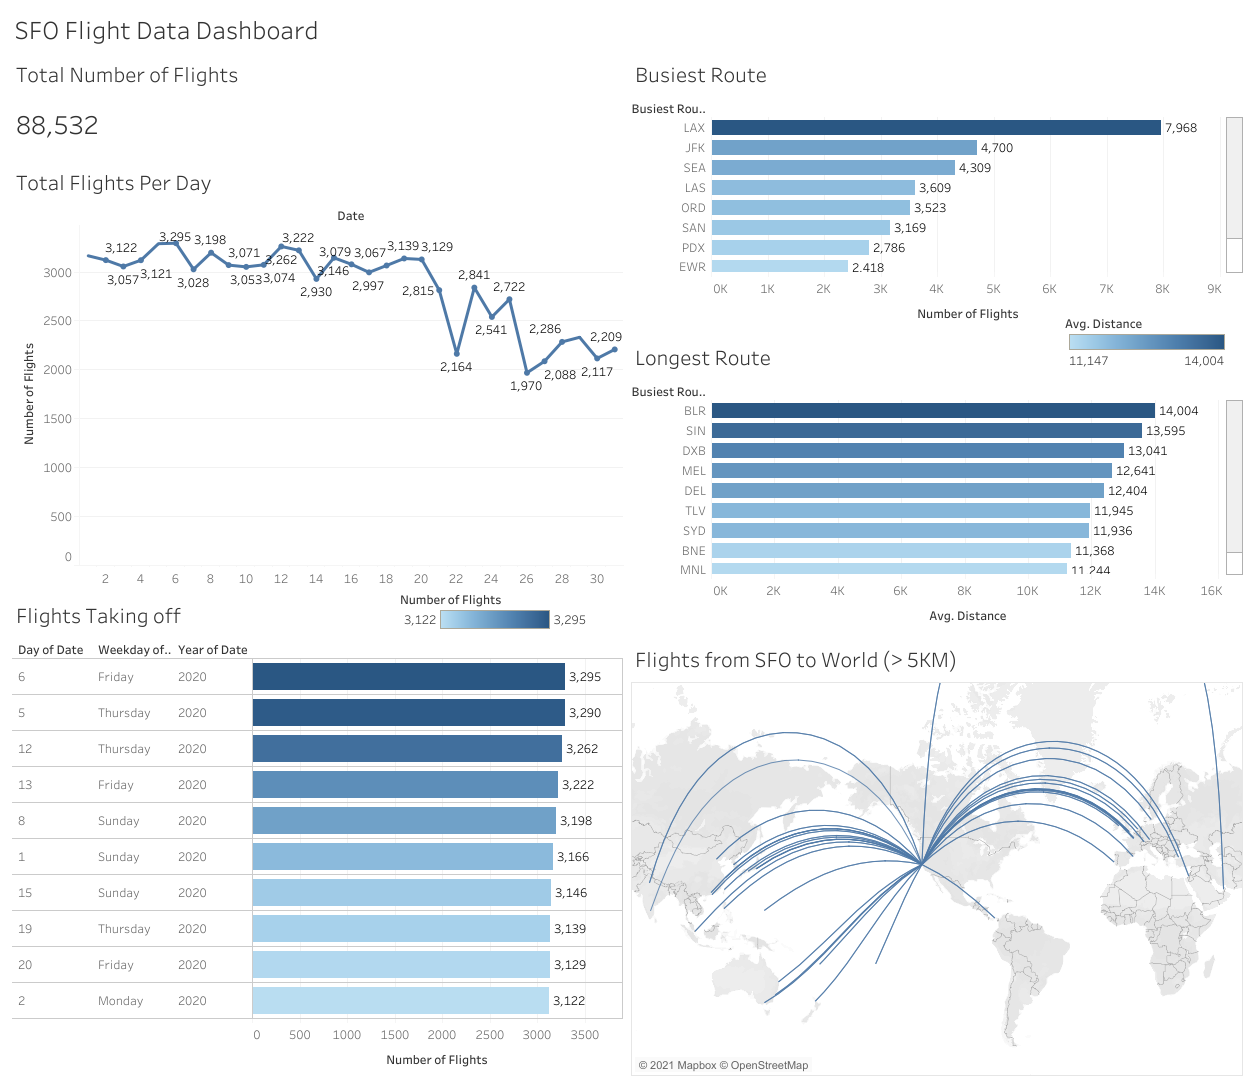 SFO Flight Data Dashboard
Total Number of Flights
88,532
Total Flights Per Day
Date
3,122
3,057
3,121
3,295
3,028
3,198
3,071
3,053
3,074
3,262
3,222
2,930
3,079
3,146
3,067
2,997
3,139
3,129
2,815
2,164
2,841
2,541
2,722
1,970
2,286
2,088
2,117
2,209
3000
2500
2000
1500
1000
500
0
Number of Flights
2 4 6 8 10 12 14 16 18 20 22 24 26 28 30
Flights Taking off
Number of Flights
3,122 3,295
Day of Date Weekday of.. Year of Date
6 Friday 2020 3,295
5 Thursday 2020 3,290
12 Thursday 2020 3,262
13 Friday 2020 3,222
8 Sunday 2020 3,198
1 Sunday 2020 3,166
15 Sunday 2020 3,146
19 Thursday 2020 3,139
20 Friday 2020 3,129
2 Monday 2020 3,122
0 500 1000 1500 2000 2500 3000 3500
Number of Flights
Busiest Route
Busiest Rou..
LAX 7,968
JFK 4,700
SEA 4,309
LAS 3,609
ORD 3,523
SAN 3,169
PDX 2,786
EWR 2,418
0K 1K 2K 3K 4K 5K 6K 7K 8K 9K
Number of Flights
Avg. Distance
11,147 14,004
Longest Route
Busiest Rou..
BLR 14,004
SIN 13,595
DXB 13,041
MEL 12,641
DEL 12,404
TLV 11,945
SYD 11,936
BNE 11,368
MNL 11,244
0K 2K 4K 6K 8K 10K 12K 14K 16K
Avg. Distance
Flights from SFO to World (> 5KM)
© 2021 Mapbox © OpenStreetMap